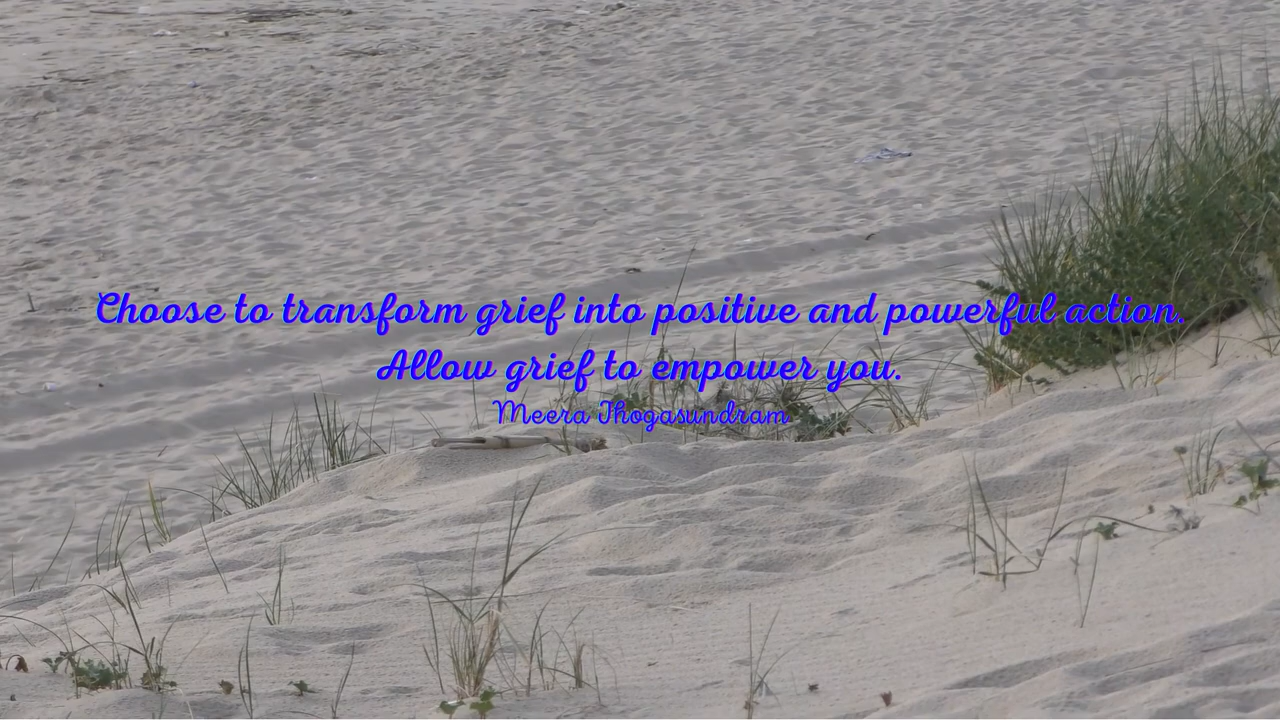 Choose to transform grief into positive and powerful action.
Allow grief to empower you.
Meera Thogasundram